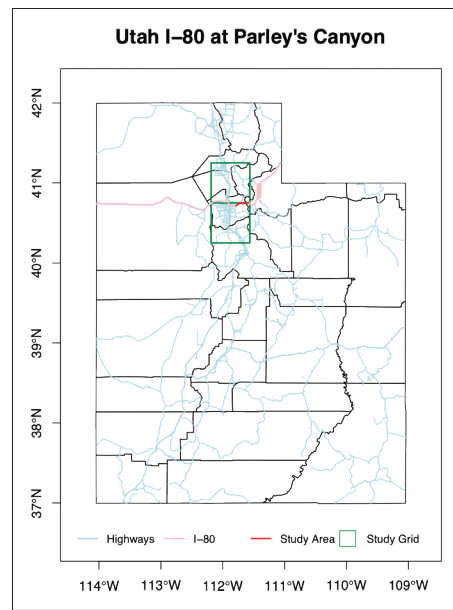 Utah I–80 at Parley's Canyon
42°N
41°N
40°N
39°N
38°N
37°N
Highways I–80 Study Area Study Grid
114°W 113°W 112°W 111°W 110°W 109°W